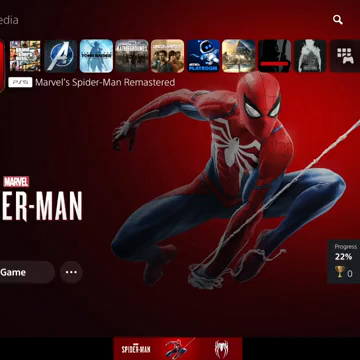 edia
PS5 Marvel's Spider-Man Remastered
MARVEL
ER-MAN
Game
•••
Progress
22%
0
SPIDER-MAN